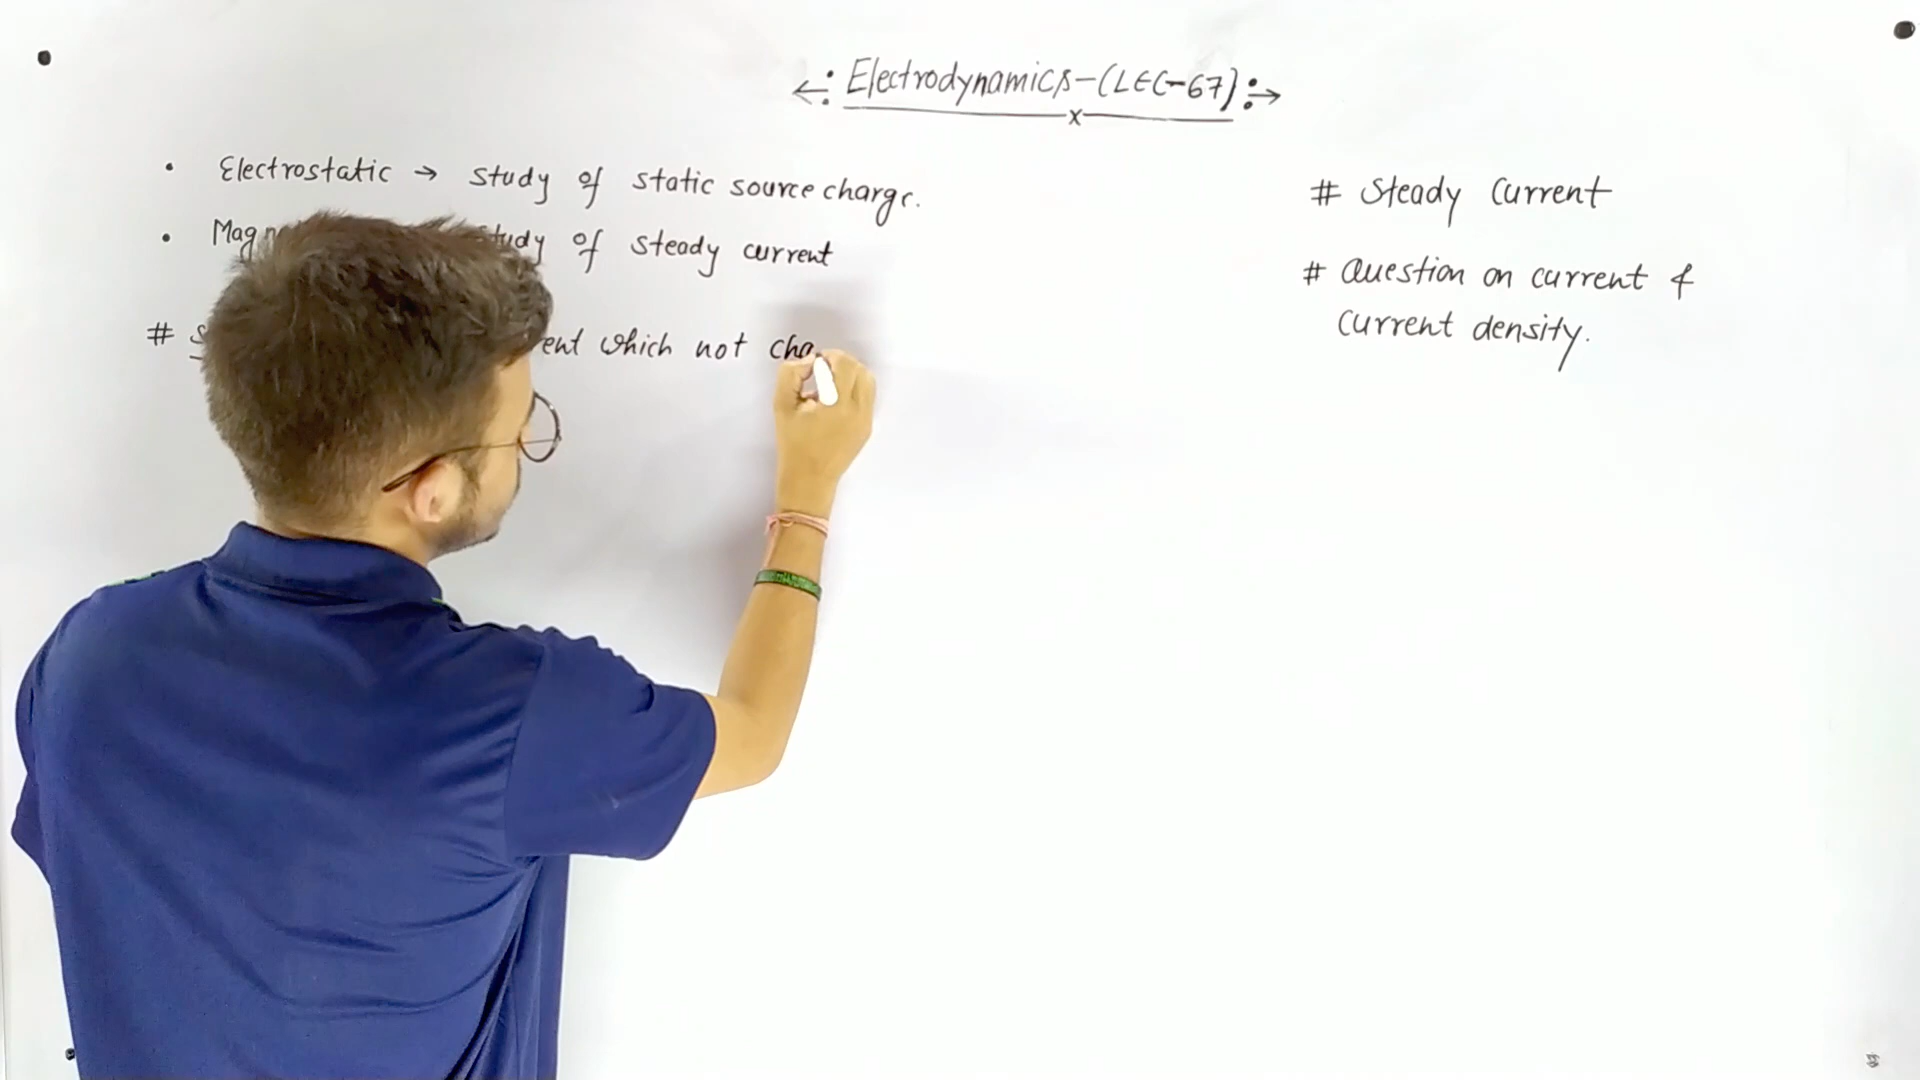 Electrodynamics-(LEC-67)
• Electrostatic → study of static source charge.
• study of steady current
# which not cha
# Steady Current
# Question on current &
Current density.